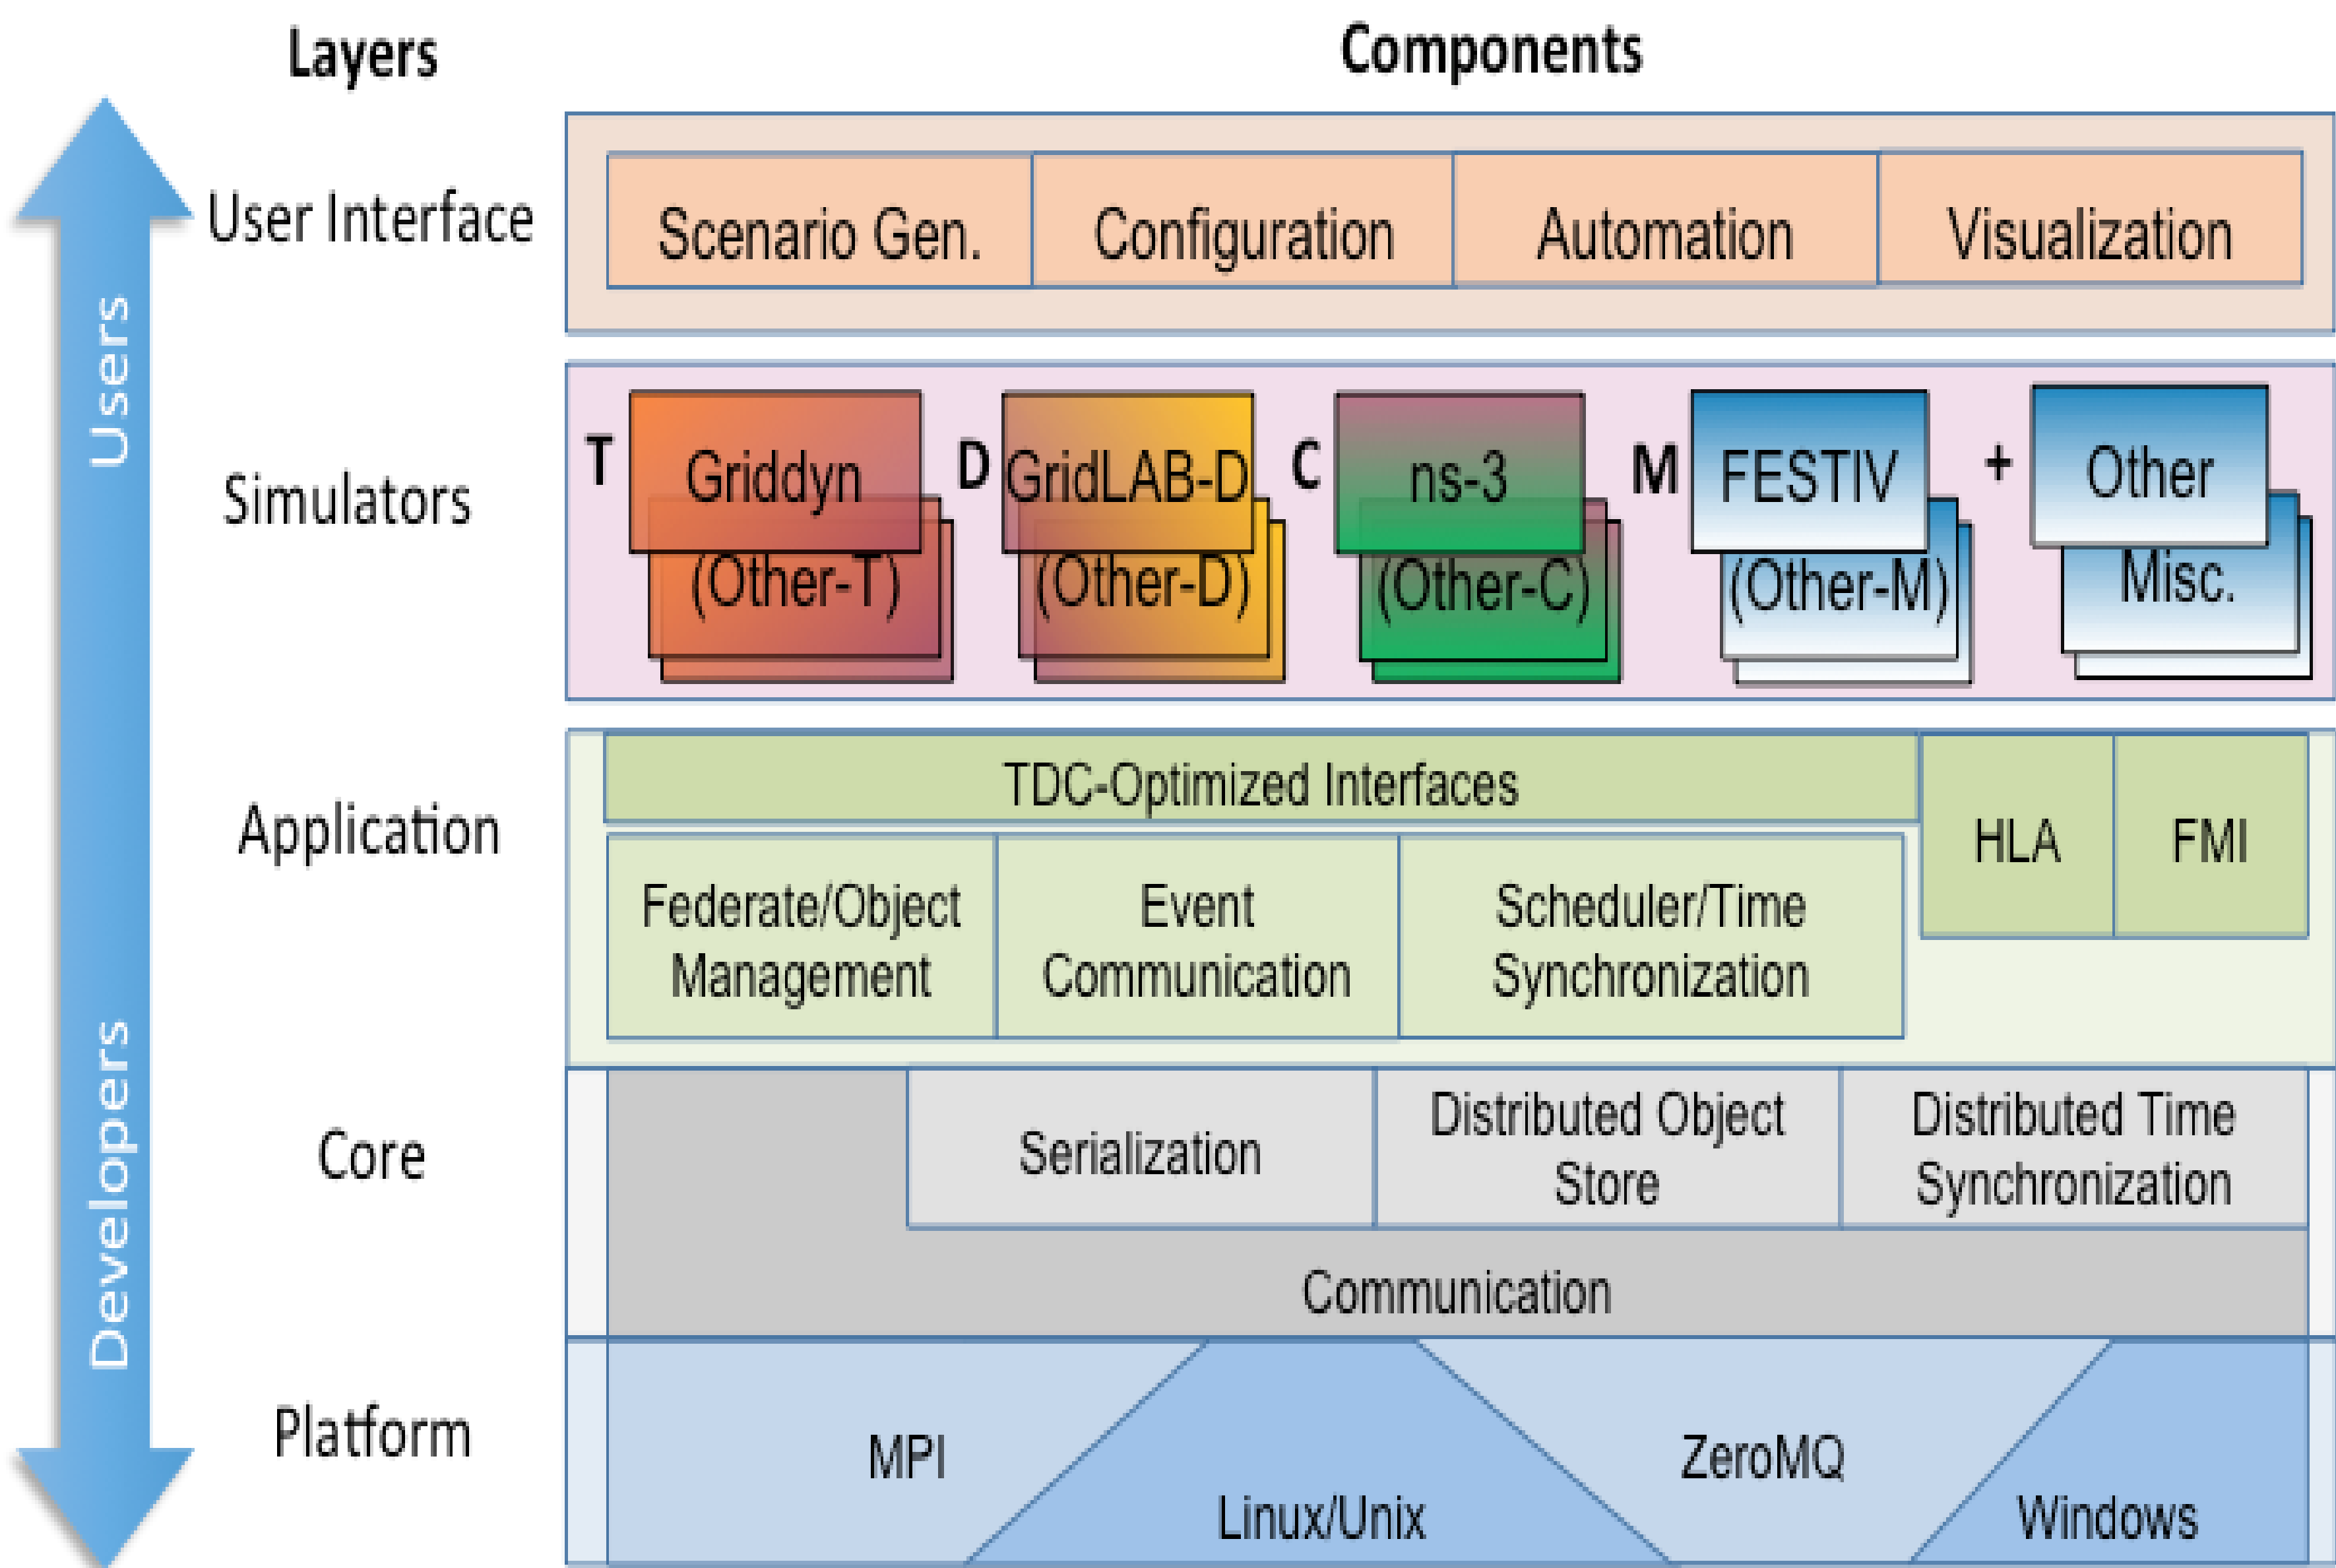 Layers
Components
User Interface
Scenario Gen.
Configuration
Automation
Visualization
Users
Simulators
T
Griddyn
(Other-T)
D
GridLAB-D
(Other-D)
C
ns-3
(Other-C)
M
FESTIV
(Other-M)
+
Other
Misc.
Application
TDC-Optimized Interfaces
HLA
FMI
Federate/Object
Management
Event
Communication
Scheduler/Time
Synchronization
Developers
Core
Serialization
Distributed Object
Store
Distributed Time
Synchronization
Communication
Platform
MPI
Linux/Unix
ZeroMQ
Windows